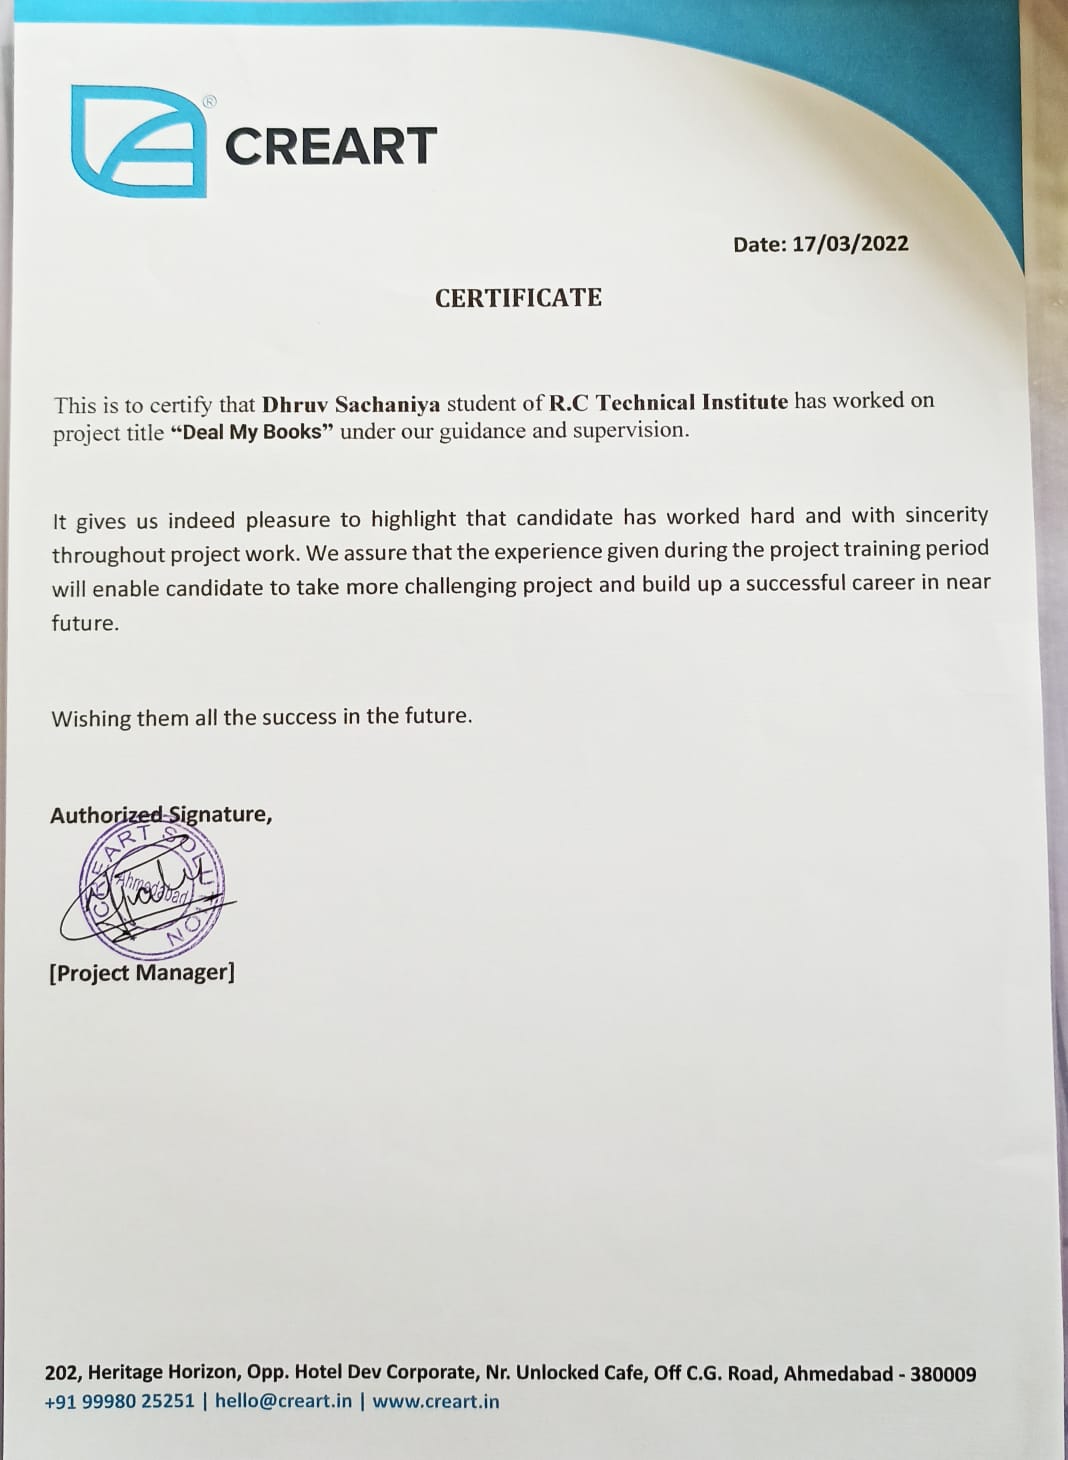 ®
CREART
Date: 17/03/2022
CERTIFICATE
This is to certify that Dhruv Sachaniya student of R.C Technical Institute has worked on
project title “Deal My Books” under our guidance and supervision.
It gives us indeed pleasure to highlight that candidate has worked hard and with sincerity
throughout project work. We assure that the experience given during the project training period
will enable candidate to take more challenging project and build up a successful career in near
future.
Wishing them all the success in the future.
Authorized Signature,
CREART
Ahmedabad
[Project Manager]
202, Heritage Horizon, Opp. Hotel Dev Corporate, Nr. Unlocked Cafe, Off C.G. Road, Ahmedabad - 380009
+91 99980 25251 | hello@creart.in | www.creart.in